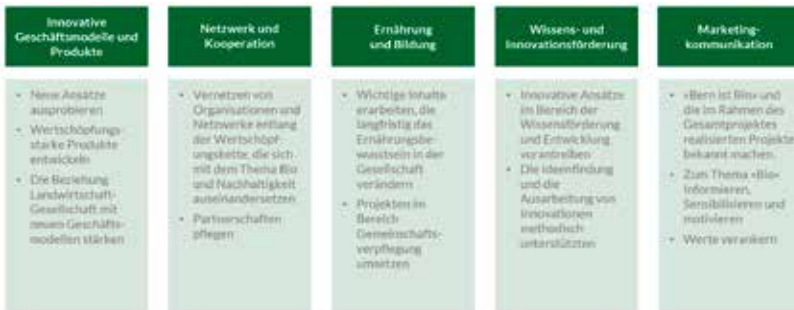 Innovative
Geschäftsmodelle und
Produkte
• Neue Ansätze
ausprobieren
• Wertschöpfungs-
starke Produkte
entwickeln
• Die Beziehung
Landwirtschaft-
Gesellschaft mit
neuen Geschäfts-
modellen stärken
Netzwerk und
Kooperation
• Vernetzen von
Organisationen und
Netzwerke entlang
der Wertschöpf-
ungskette, die sich
mit dem Thema Bio
und Nachhaltigkeit
auseinandersetzen
• Partnerschaften
pflegen
Ernährung
und Bildung
• Wichtige Inhalte
erarbeiten, die
langfristig das
Ernährungsbe-
wusstsein in der
Gesellschaft
verändern
• Projekten im
Bereich
Gemeinschafts-
verpflegung
umsetzen
Wissens- und
Innovationsförderung
• Innovative Ansätze
im Bereich der
Wissensförderung
und Entwicklung
vorantreiben
• Die Ideenfindung
und die
Ausarbeitung von
Innovationen
methodisch
unterstützten
Marketing-
kommunikation
• «Bern ist Bio» und
die im Rahmen des
Gesamtprojektes
realisierten Projekte
bekannt machen.
• Zum Thema «Bio»
Informieren,
Sensibilisieren und
motivieren
• Werte verankern